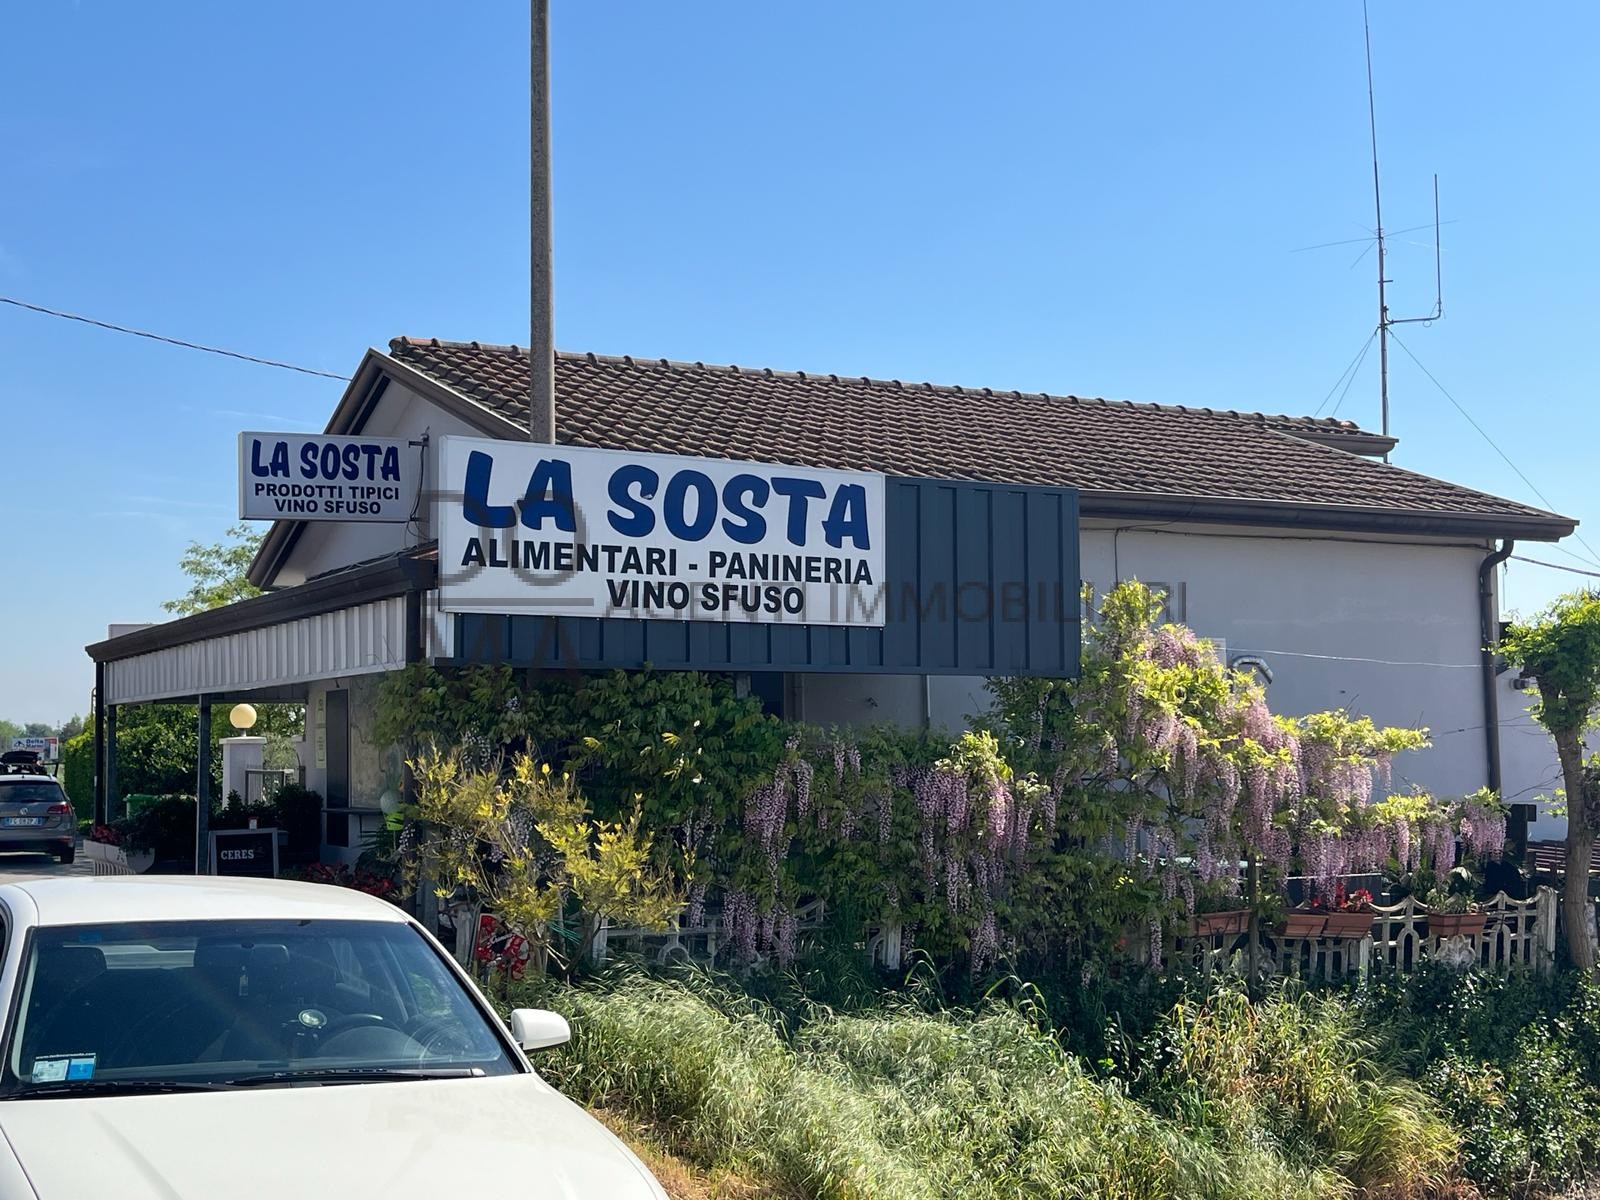 LA SOSTA
PRODOTTI TIPICI
VINO SFUSO
LA SOSTA
ALIMENTARI - PANINERIA
VINO SFUSO
AGENTI IMMOBILIARI
CERES